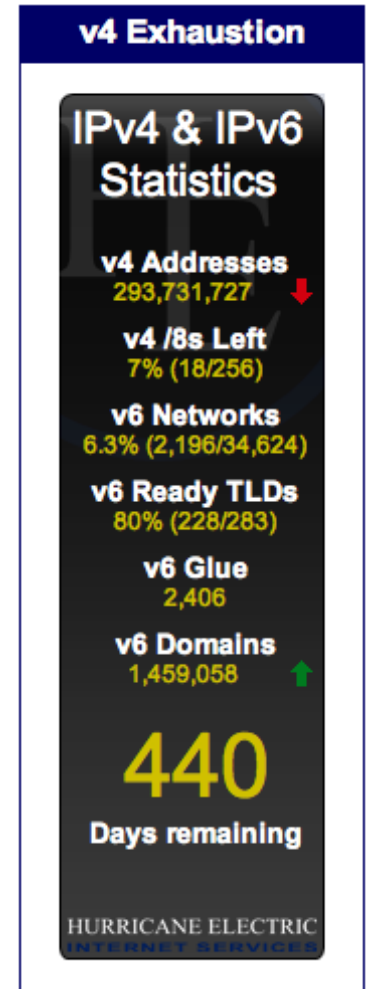 v4 Exhaustion
IPv4 & IPv6
Statistics
v4 Addresses
293,731,727
v4 /8s Left
7% (18/256)
v6 Networks
6.3% (2,196/34,624)
v6 Ready TLDs
80% (228/283)
v6 Glue
2,406
v6 Domains
1,459,058
440
Days remaining
HURRICANE ELECTRIC
INTERNET SERVICES